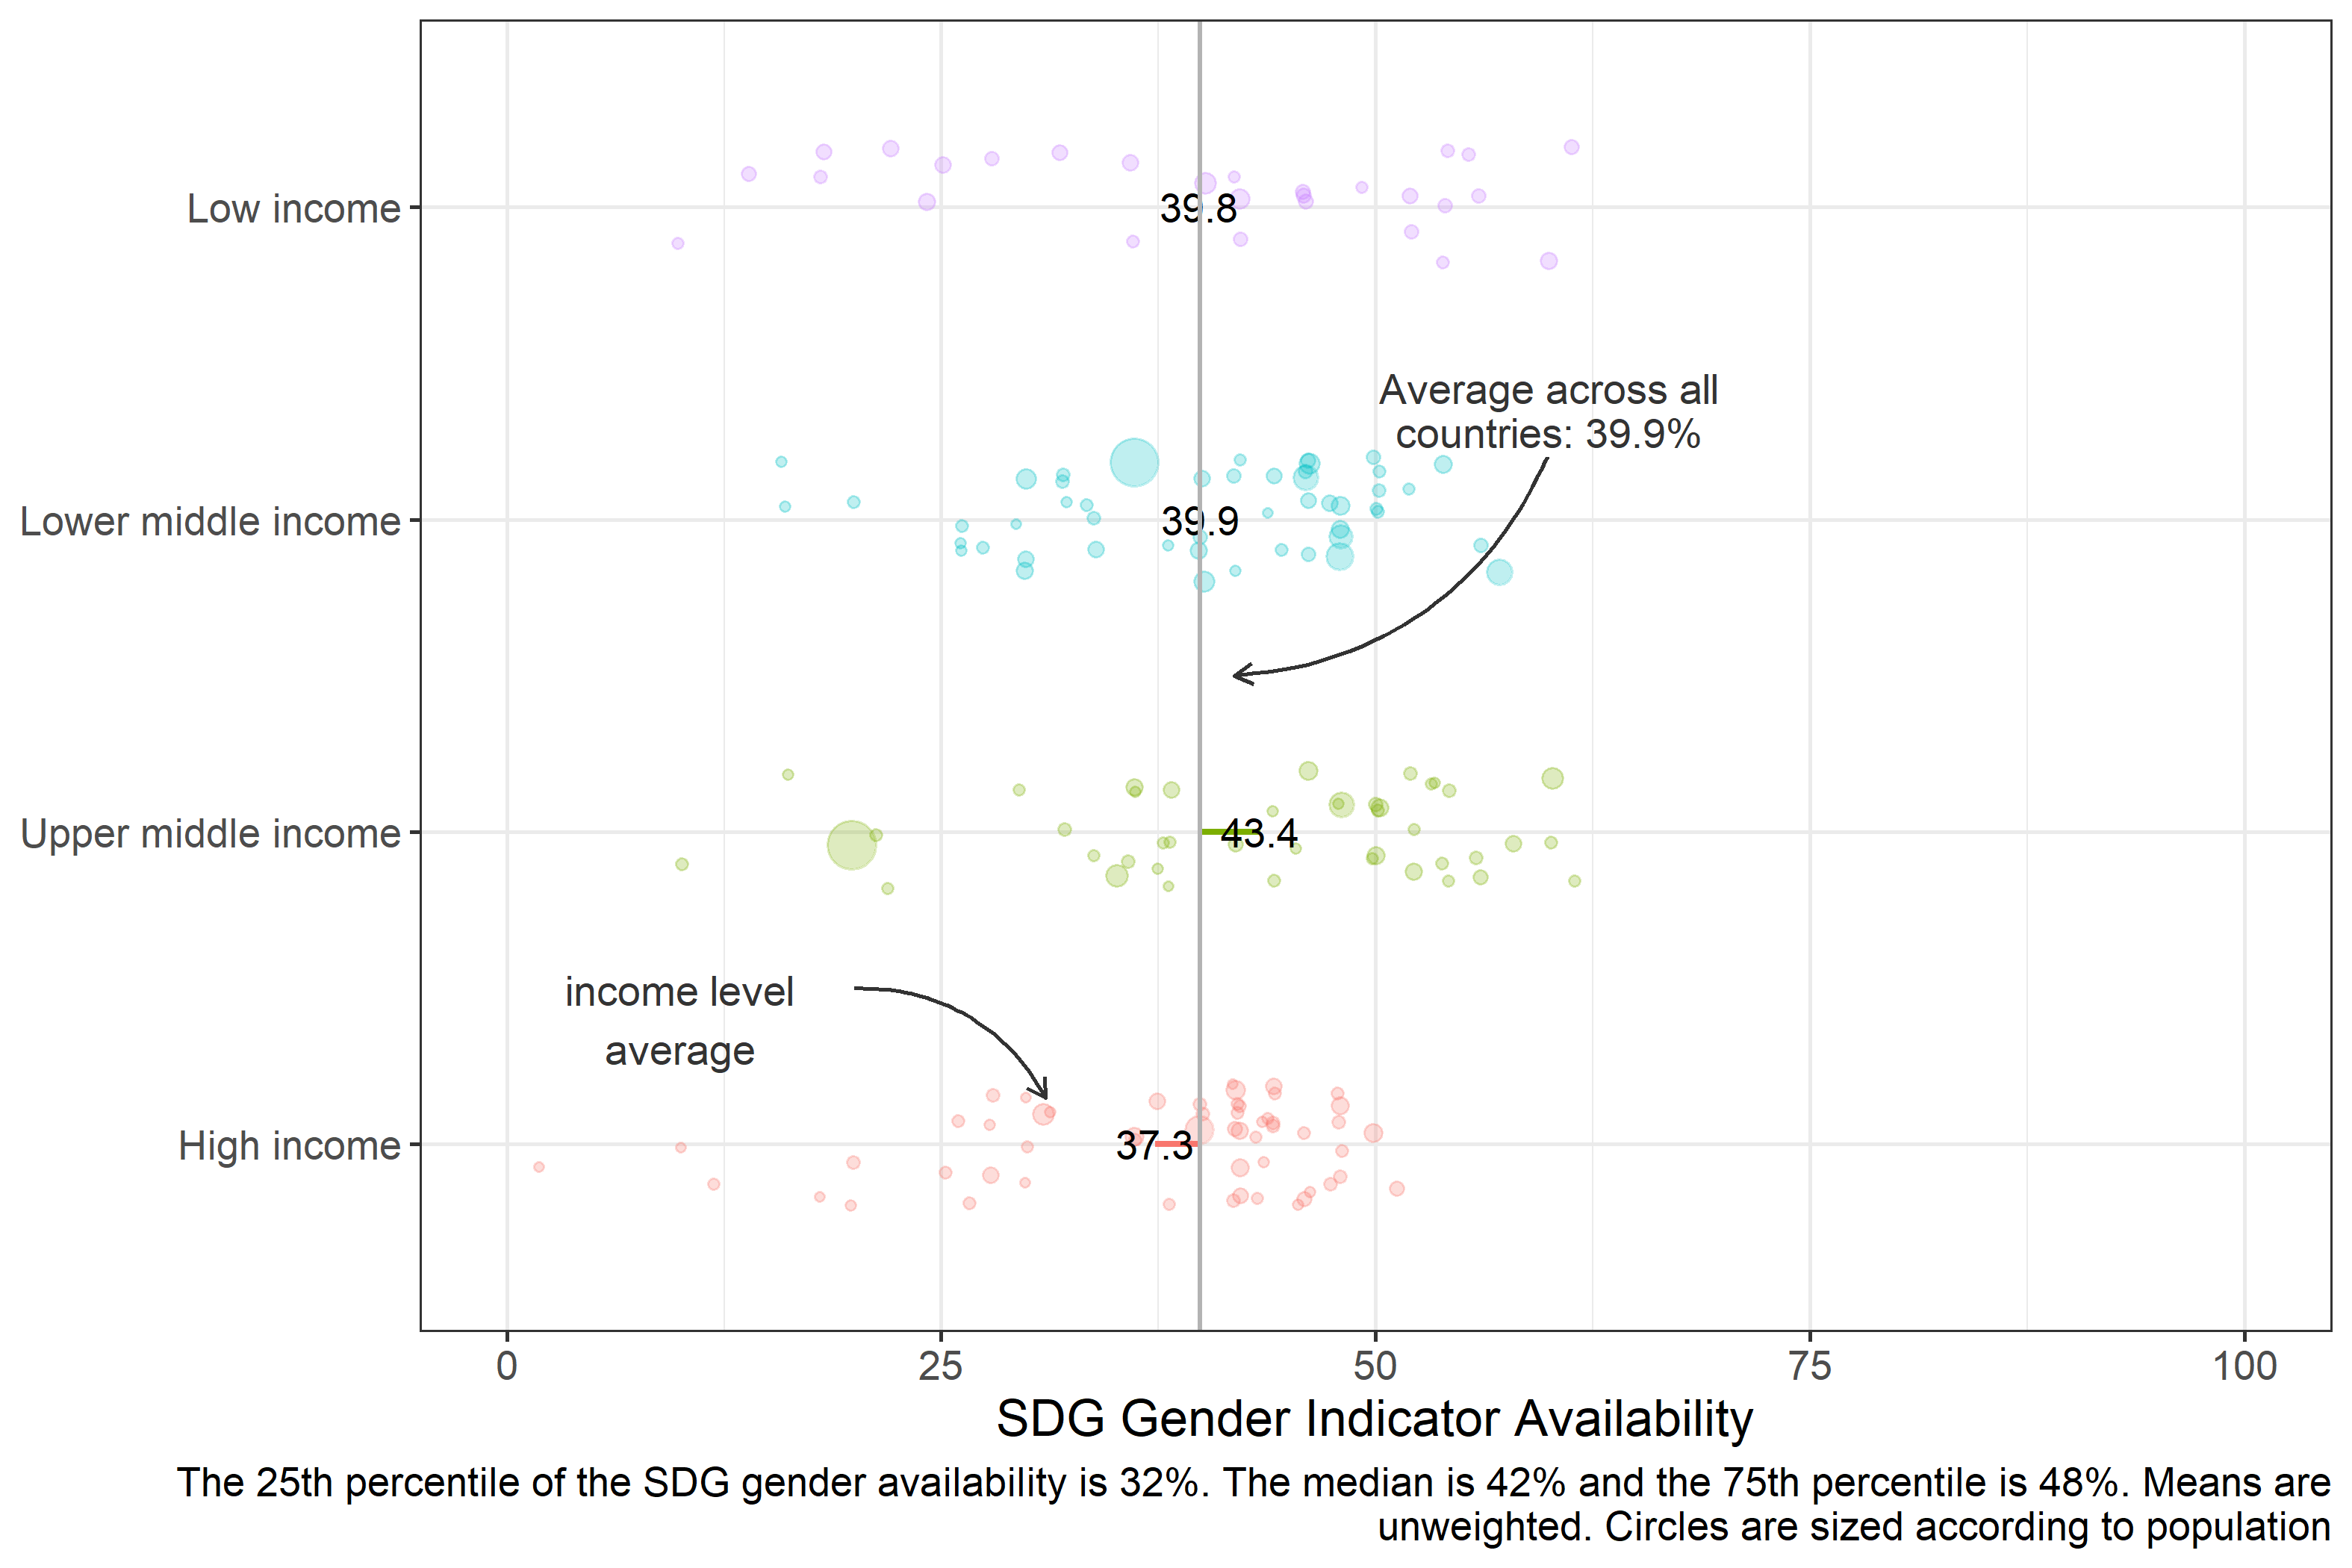 Low income
39.8
Average across all
countries: 39.9%
Lower middle income
39.9
Upper middle income
43.4
income level
average
High income
37.3
0
25
50
75
100
SDG Gender Indicator Availability
The 25th percentile of the SDG gender availability is 32%. The median is 42% and the 75th percentile is 48%. Means are
unweighted. Circles are sized according to population